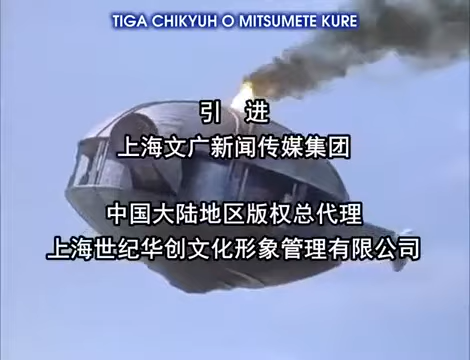 TIGA CHIKYUH O MITSUMETE KURE
引 进
上海文广新闻传媒集团
中国大陆地区版权总代理
上海世纪华创文化形象管理有限公司